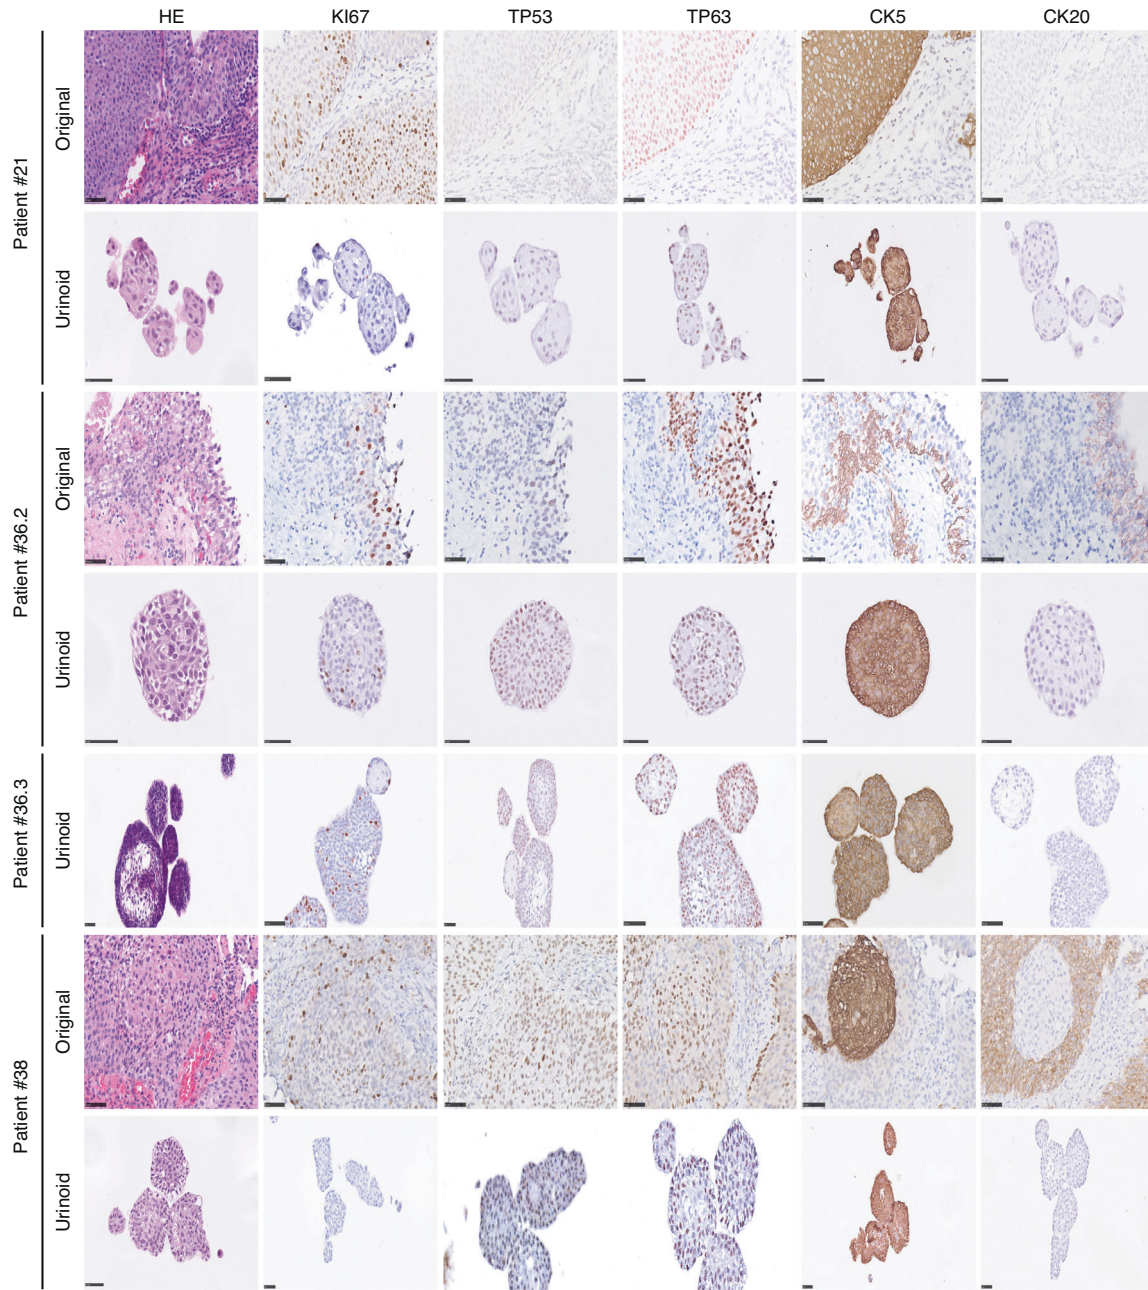 HE KI67 TP53 TP63 CK5 CK20
Patient #21
Original
Urinoid
Patient #36.2
Original
Urinoid
Patient #36.3
Urinoid
Patient #38
Original
Urinoid